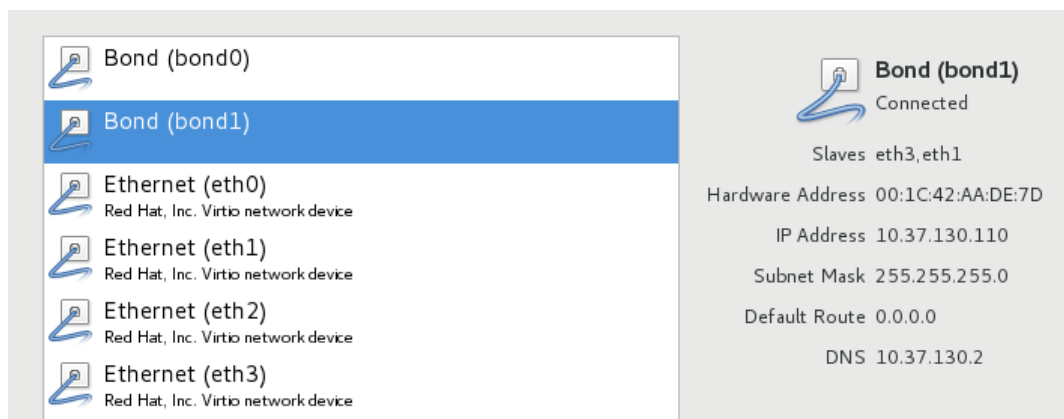 Bond (bond0)
Bond (bond1)
Ethernet (eth0)
Red Hat, Inc. Virtio network device
Ethernet (eth1)
Red Hat, Inc. Virtio network device
Ethernet (eth2)
Red Hat, Inc. Virtio network device
Ethernet (eth3)
Red Hat, Inc. Virtio network device
Bond (bond1)
Connected
Slaves eth3,eth1
Hardware Address 00:1C:42:AA:DE:7D
IP Address 10.37.130.110
Subnet Mask 255.255.255.0
Default Route 0.0.0.0
DNS 10.37.130.2